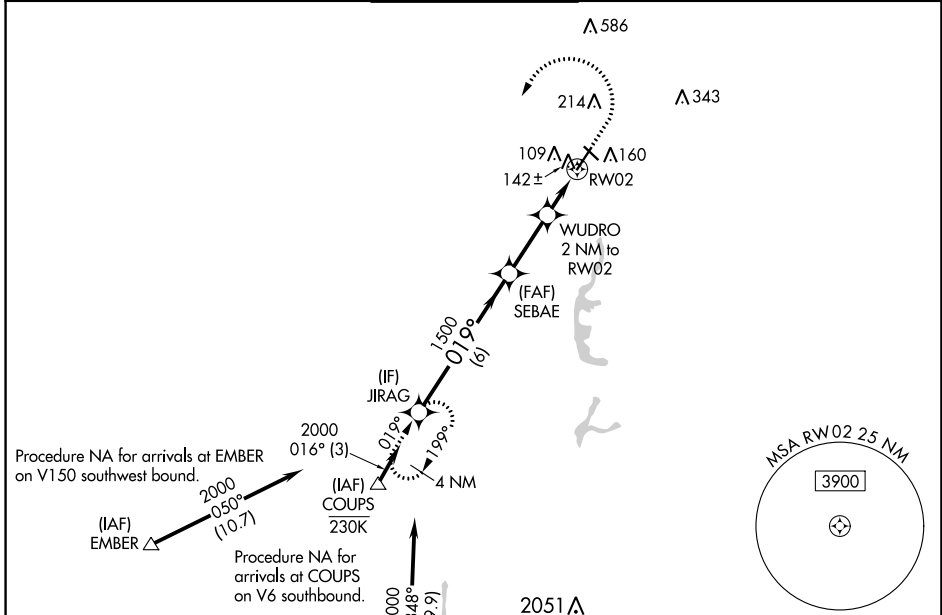 586
214
343
109
160
142±
RW02
WUDRO
2 NM to
RW02
(FAF)
SEBAE
1500
019°
(6)
(IF)
JIRAG
019°
199°
2000
016° (3)
4 NM
(IAF)
COUPS
230K
Procedure NA for arrivals at EMBER
on V150 southwest bound.
2000
050°
(10.7)
(IAF)
EMBER
Procedure NA for
arrivals at COUPS
on V6 southbound.
MSA RW02 25 NM
3900
2051